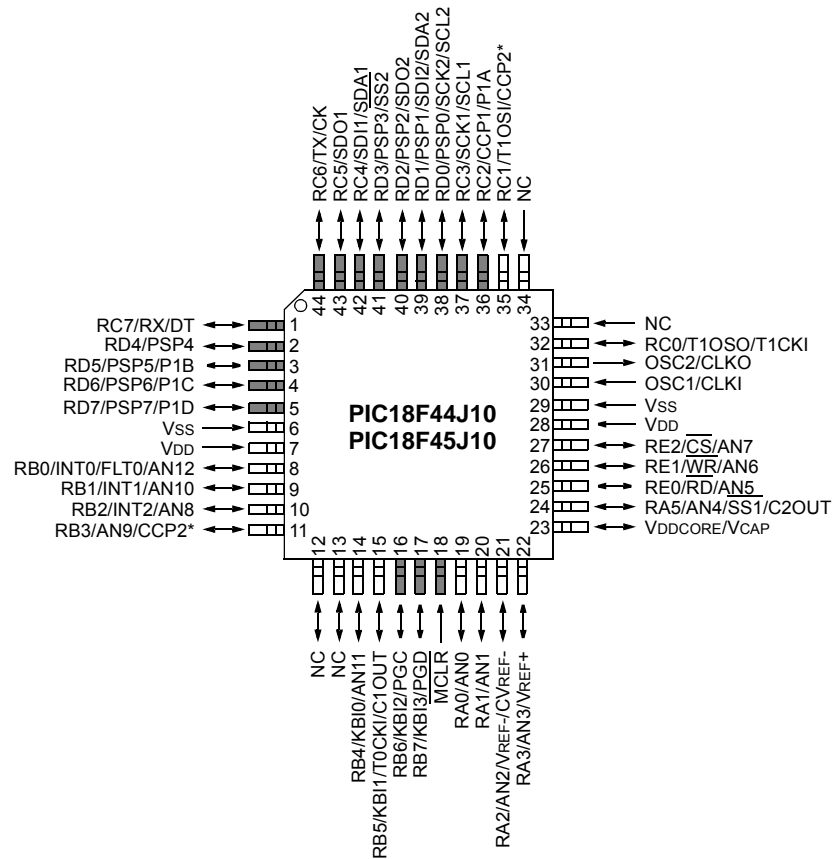 RC6/TX/CK
RC5/SDO1
RC4/SDI1/SDA1
RD3/PSP3/SS2
RD2/PSP2/SDO2
RD1/PSP1/SDI2/SDA2
RD0/PSP0/SCK2/SCL2
RC3/SCK1/SCL1
RC2/CCP1/P1A
RC1/T1OSI/CCP2*
NC
44
43
42
41
40
39
38
37
36
35
34
RC7/RX/DT 1
RD4/PSP4 2
RD5/PSP5/P1B 3
RD6/PSP6/P1C 4
RD7/PSP7/P1D 5
VSS 6
VDD 7
RB0/INT0/FLT0/AN12 8
RB1/INT1/AN10 9
RB2/INT2/AN8 10
RB3/AN9/CCP2* 11
PIC18F44J10
PIC18F45J10
33 NC
32 RC0/T1OSO/T1CKI
31 OSC2/CLKO
30 OSC1/CLKI
29 VSS
28 VDD
27 RE2/CS/AN7
26 RE1/WR/AN6
25 RE0/RD/AN5
24 RA5/AN4/SS1/C2OUT
23 VDDCORE/VCAP
12
13
14
15
16
17
18
19
20
21
22
NC
NC
RB4/KBI0/AN11
RB5/KBI1/T0CKI/C1OUT
RB6/KBI2/PGC
RB7/KBI3/PGD
MCLR
RA0/AN0
RA1/AN1
RA2/AN2/VREF-/CVREF-
RA3/AN3/VREF+